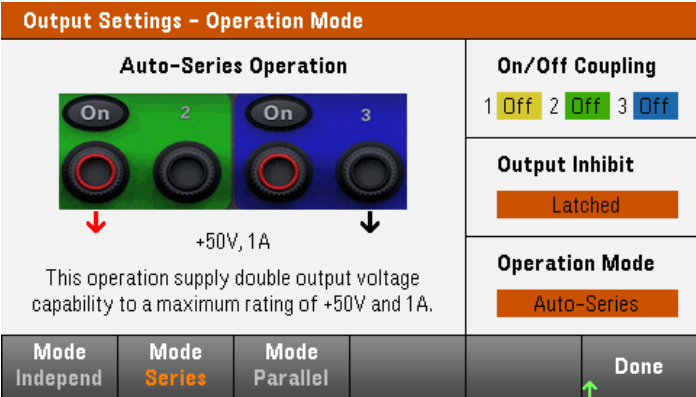 Output Settings - Operation Mode
Auto-Series Operation
On 2 On 3
+50V, 1A
This operation supply double output voltage
capability to a maximum rating of +50V and 1A.
On/Off Coupling
1 Off 2 Off 3 Off
Output Inhibit
Latched
Operation Mode
Auto-Series
Mode
Independ
Mode
Series
Mode
Parallel
Done